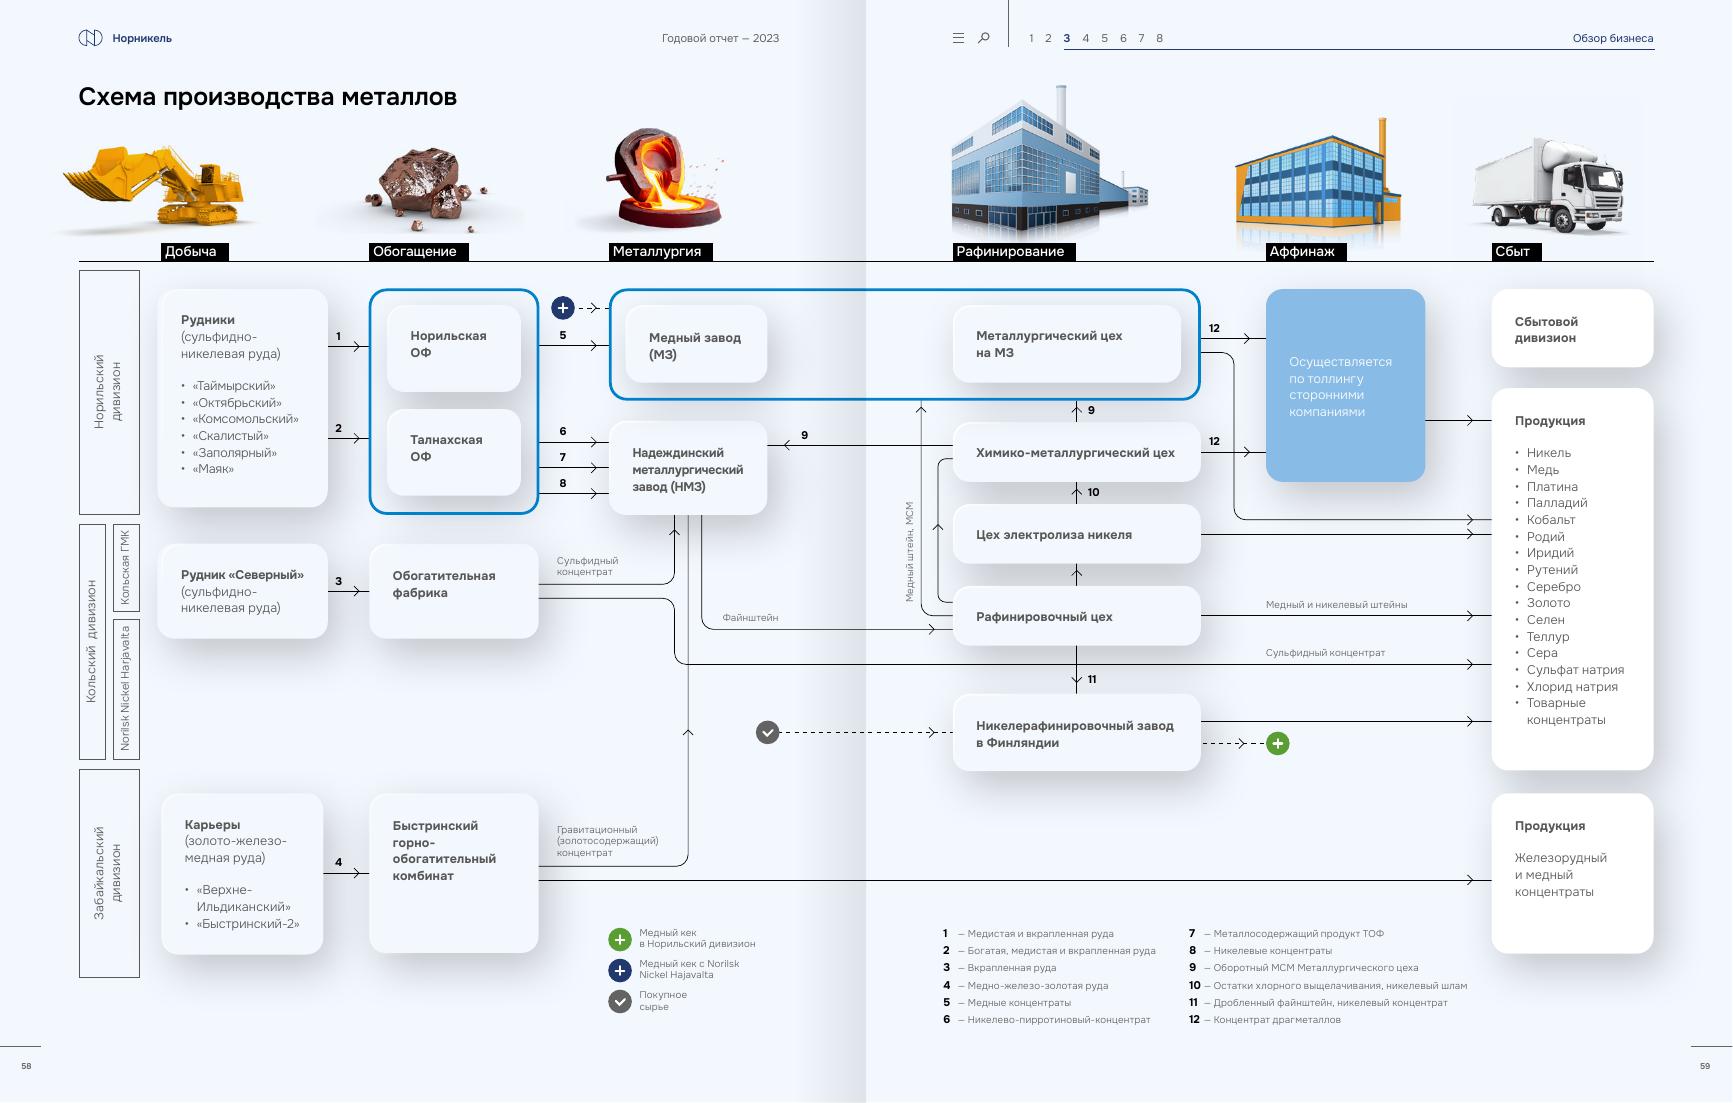 Норникель
Годовой отчет — 2023
1 2 3 4 5 6 7 8
Обзор бизнеса
Схема производства металлов
Добыча
Обогащение
Металлургия
Рафинирование
Аффинаж
Сбыт
Норильский
дивизион
Рудники
(сульфидно-
никелевая руда)
• «Таймырский»
• «Октябрьский»
• «Комсомольский»
• «Скалистый»
• «Заполярный»
• «Маяк»
1
2
Норильская
ОФ
Талнахская
ОФ
5
6
7
8
Медный завод
(МЗ)
Надеждинский
металлургический
завод (НМЗ)
9
Металлургический цех
на МЗ
9
Химико-металлургический цех
10
Цех электролиза никеля
Рафинировочный цех
11
Никелерафинировочный завод
в Финляндии
Медный штейн, МСМ
12
12
Осуществляется
по толлингу
сторонними
компаниями
Сбытовой
дивизион
Продукция
• Никель
• Медь
• Платина
• Палладий
• Кобальт
• Родий
• Иридий
• Рутений
• Серебро
• Золото
• Селен
• Теллур
• Сера
• Сульфат натрия
• Хлорид натрия
• Товарные
концентраты
Медный и никелевый штейны
Сульфидный концентрат
Кольский дивизион
Кольская ГМК
Norilsk Nickel Harjavalta
Рудник «Северный»
(сульфидно-
никелевая руда)
3
Обогатительная
фабрика
Сульфидный
концентрат
Файнштейн
Забайкальский
дивизион
Карьеры
(золото-железо-
медная руда)
• «Верхне-
Ильдиканский»
• «Быстринский-2»
4
Быстринский
горно-
обогатительный
комбинат
Гравитационный
(золотосодержащий)
концентрат
Продукция
Железорудный
и медный
концентраты
Медный кек
в Норильский дивизион
Медный кек с Norilsk
Nickel Hajavalta
Покупное
сырье
1 — Медистая и вкрапленная руда
2 — Богатая, медистая и вкрапленная руда
3 — Вкрапленная руда
4 — Медно-железо-золотая руда
5 — Медные концентраты
6 — Никелево-пирротиновый-концентрат
7 — Металлосодержащий продукт ТОФ
8 — Никелевые концентраты
9 — Оборотный МСМ Металлургического цеха
10 — Остатки хлорного выщелачивания, никелевый шлам
11 — Дробленный файнштейн, никелевый концентрат
12 — Концентрат драгметаллов
58
59